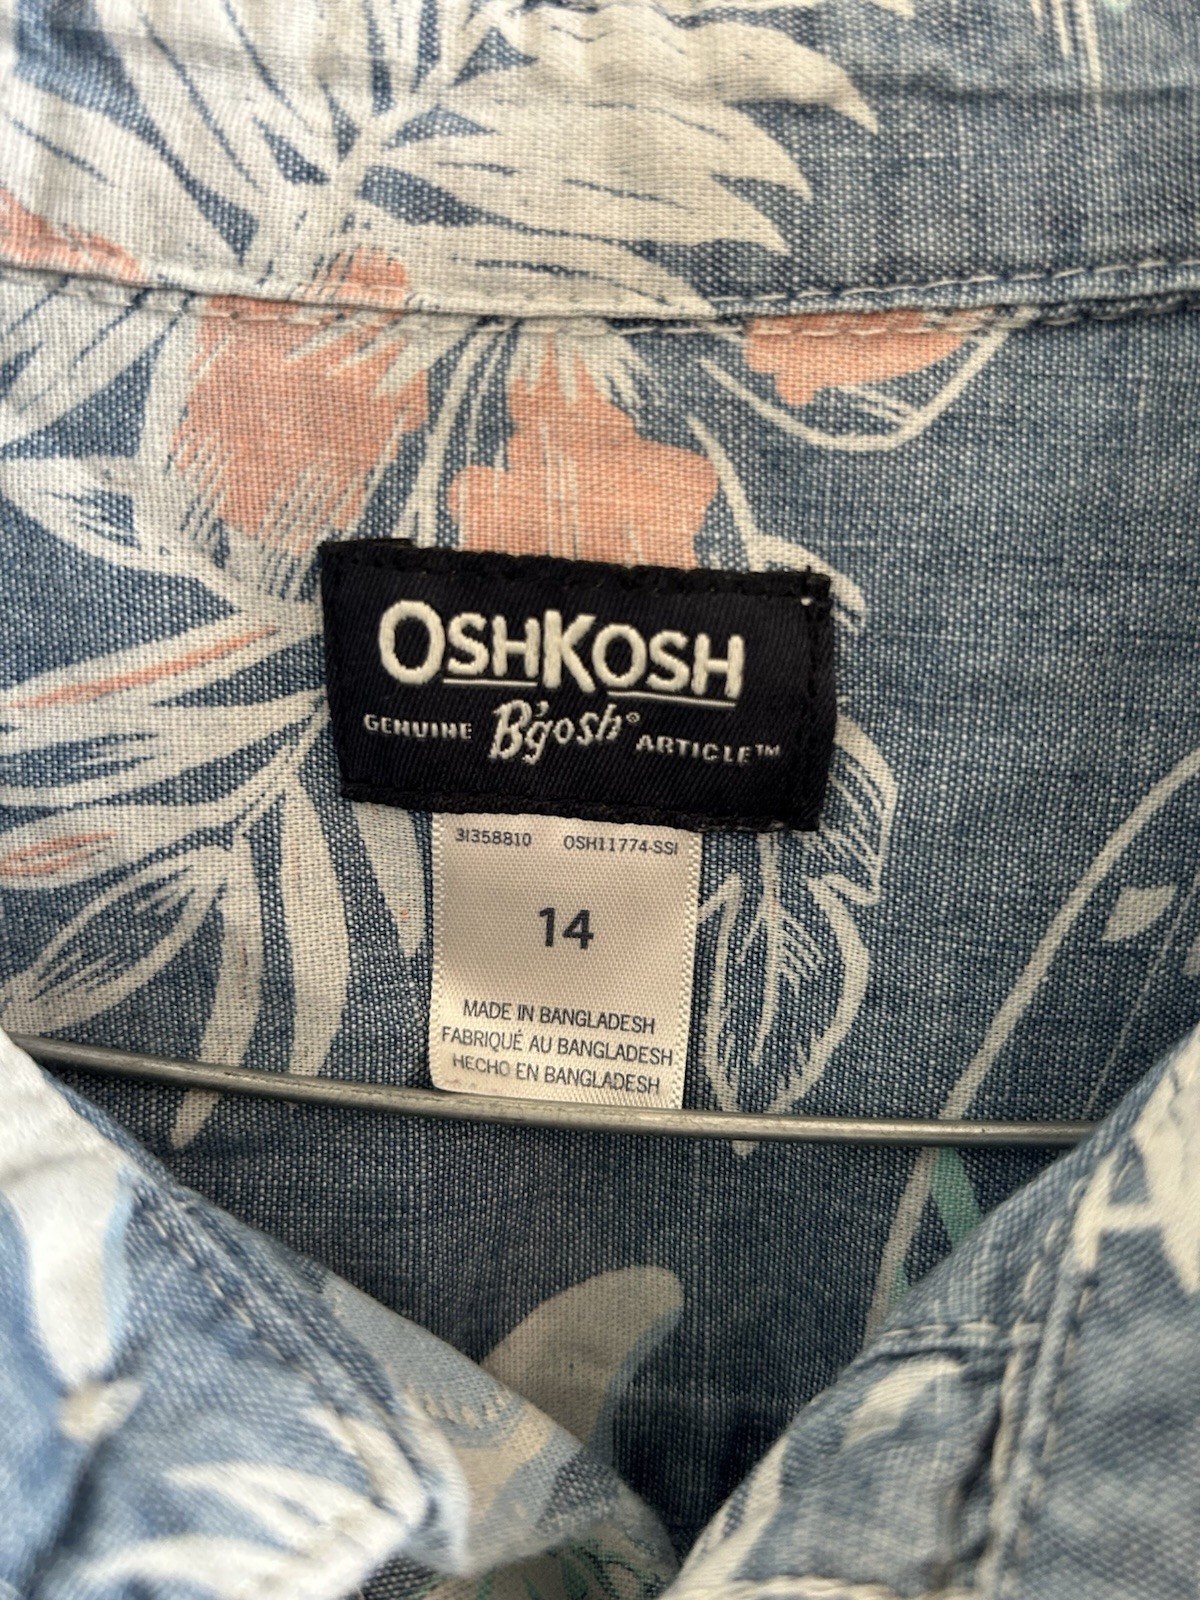 OSHKOSH
GENUINE B'gosh® ARTICLE™
31358810 OSH11774-SSI
14
MADE IN BANGLADESH
FABRIQUÉ AU BANGLADESH
HECHO EN BANGLADESH